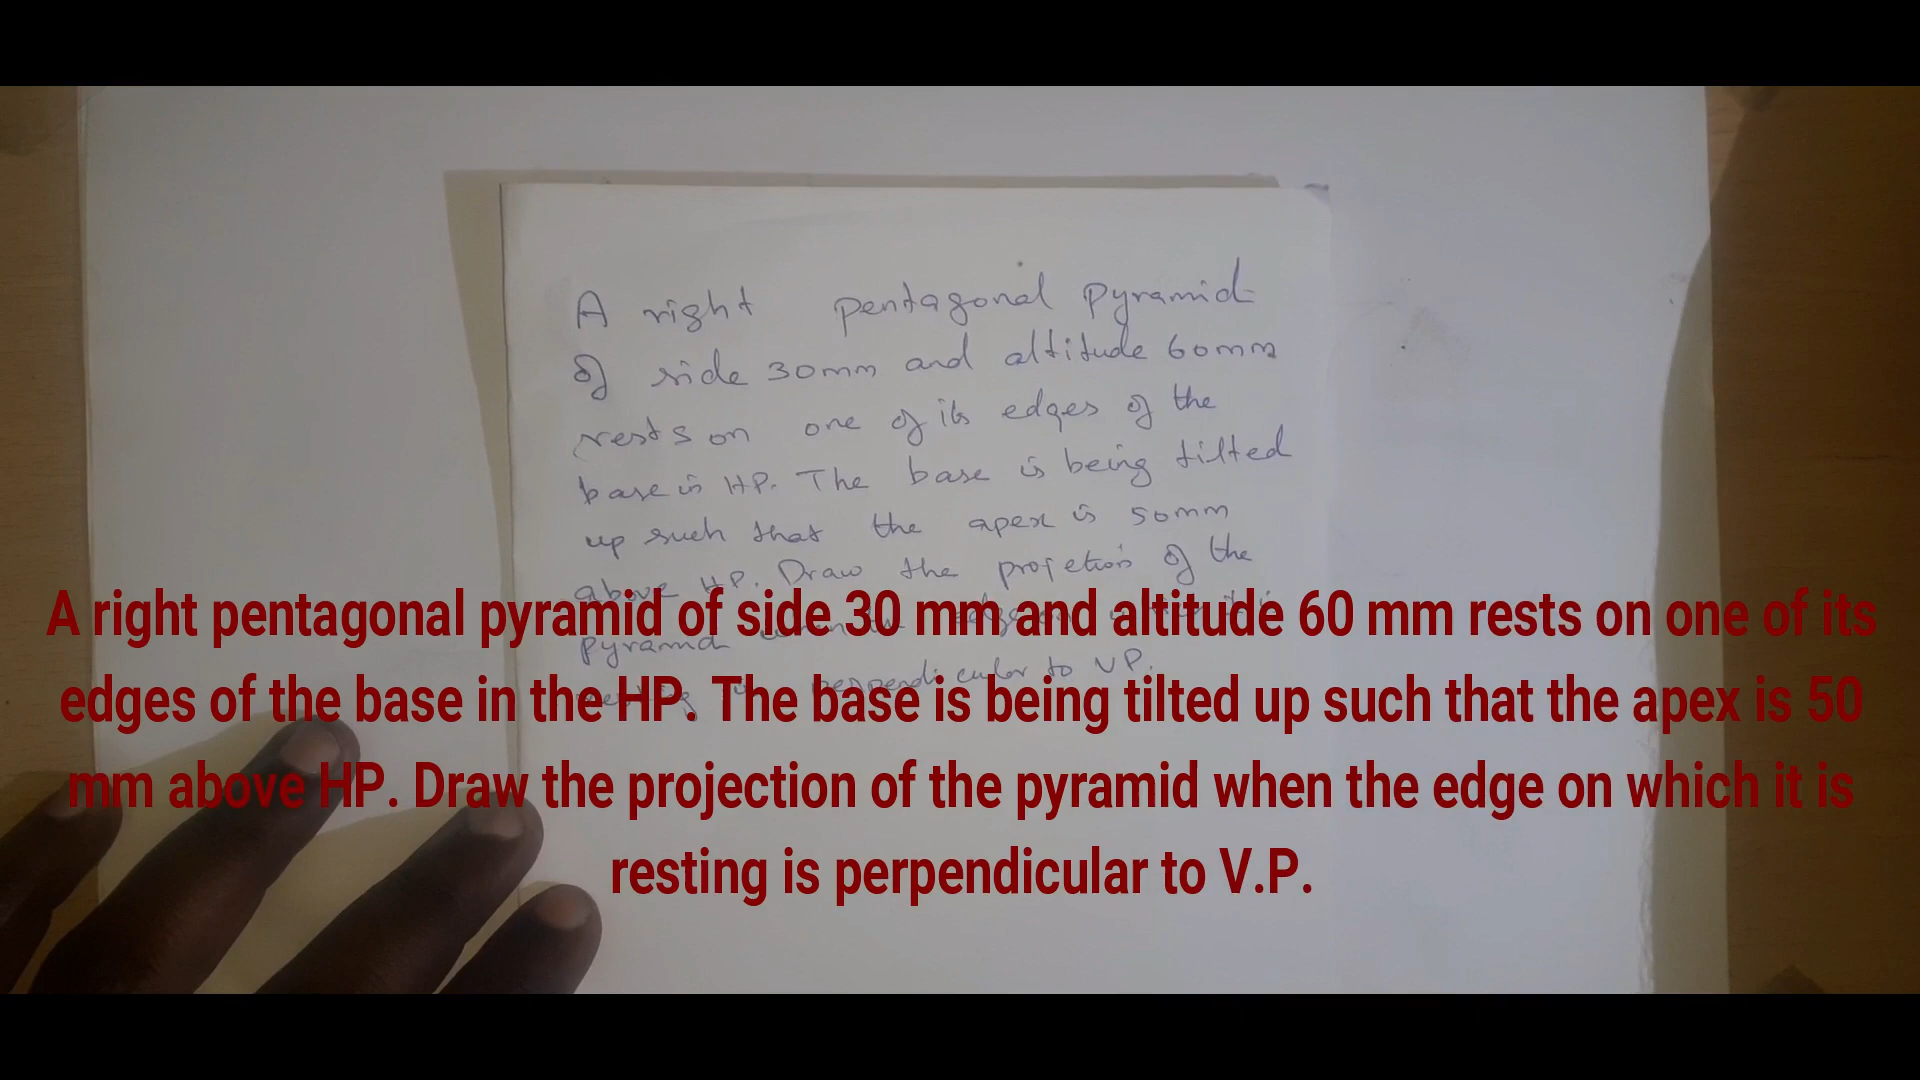 A right pentagonal pyramid
of side 30mm and altitude 60mm
rests on one of its edges of the
base is HP. The base is being tilted
up such that the apex is 50mm
above HP. Draw the projetion of the
pyramid
perpendicular to VP.
A right pentagonal pyramid of side 30 mm and altitude 60 mm rests on one of its
edges of the base in the HP. The base is being tilted up such that the apex is 50
mm above HP. Draw the projection of the pyramid when the edge on which it is
resting is perpendicular to V.P.